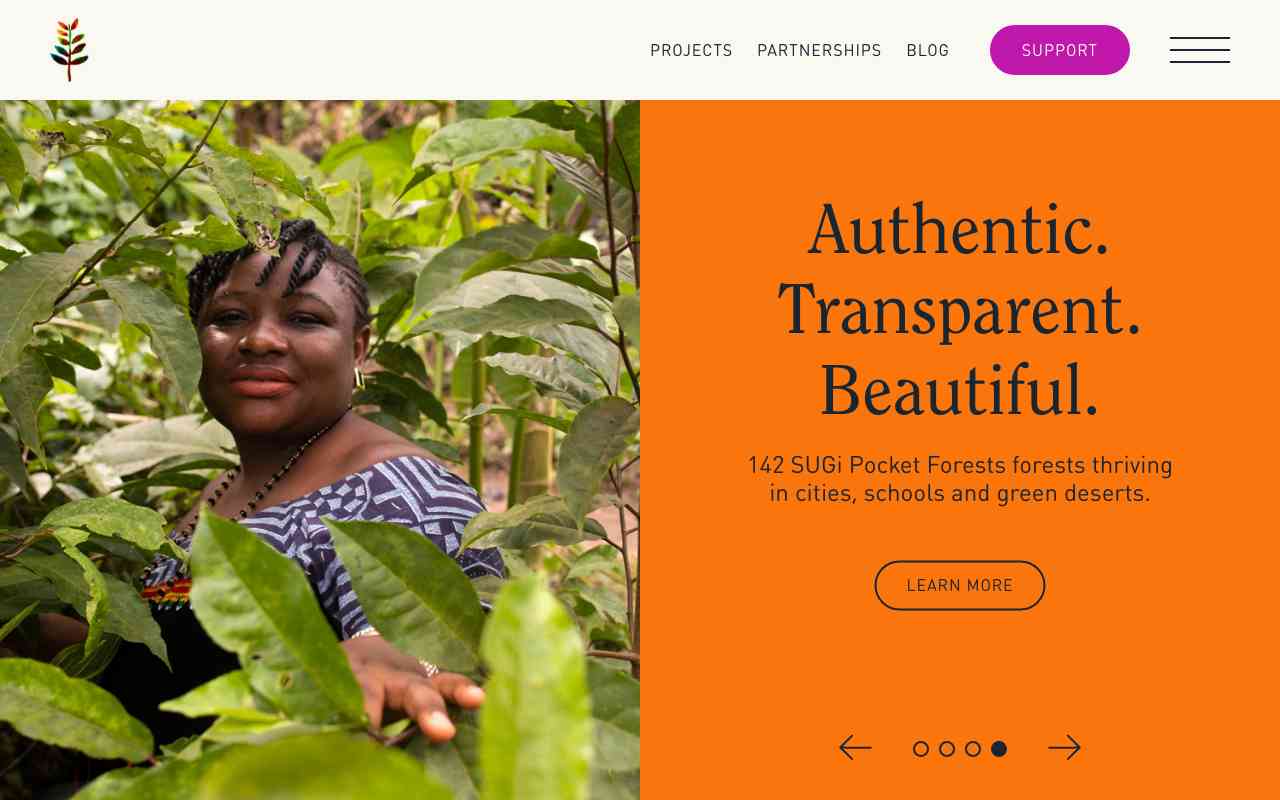 PROJECTS PARTNERSHIPS BLOG SUPPORT
Authentic.
Transparent.
Beautiful.
142 SUGi Pocket Forests forests thriving
in cities, schools and green deserts.
LEARN MORE